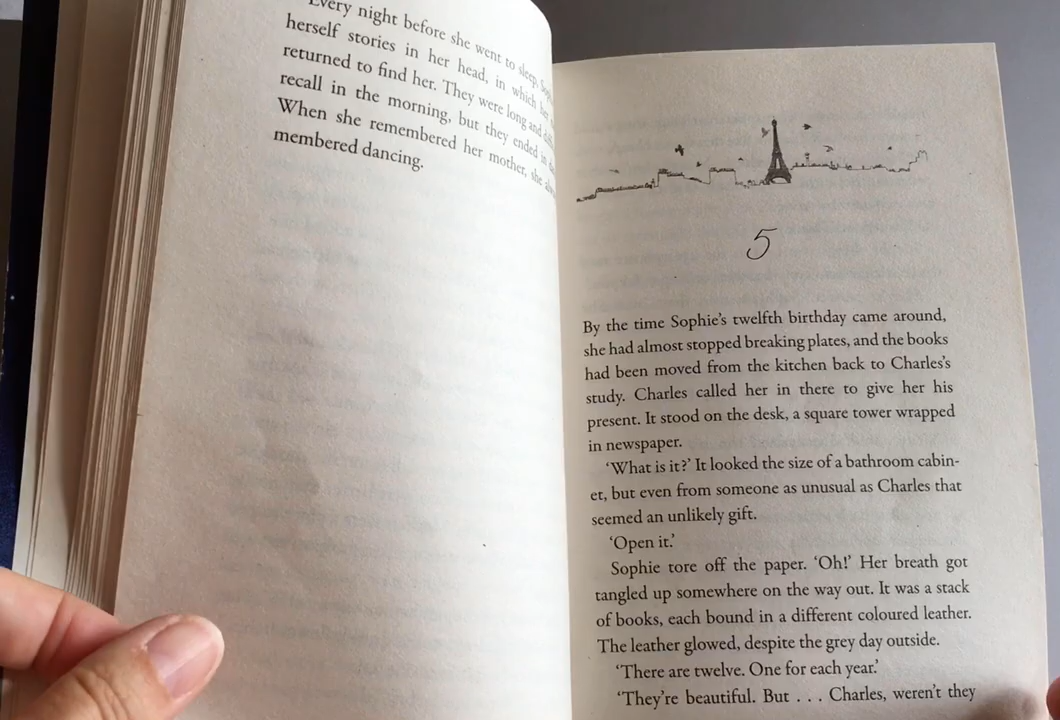 Every night before she went to sleep,
herself stories in her head, in which her
returned to find her. They were long and
recall in the morning, but they ended in
When she remembered her mother, she
membered dancing.
5
By the time Sophie's twelfth birthday came around,
she had almost stopped breaking plates, and the books
had been moved from the kitchen back to Charles's
study. Charles called her in there to give her his
present. It stood on the desk, a square tower wrapped
in newspaper.
‘What is it?’ It looked the size of a bathroom cabin-
et, but even from someone as unusual as Charles that
seemed an unlikely gift.
‘Open it.’
Sophie tore off the paper. ‘Oh!’ Her breath got
tangled up somewhere on the way out. It was a stack
of books, each bound in a different coloured leather.
The leather glowed, despite the grey day outside.
‘There are twelve. One for each year.’
‘They’re beautiful. But . . . Charles, weren’t they